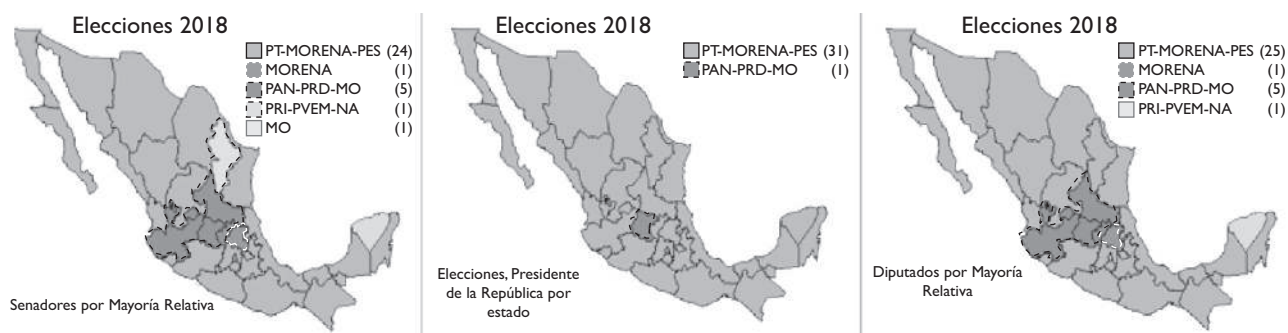 Elecciones 2018
PT-MORENA-PES (24)
MORENA (1)
PAN-PRD-MO (5)
PRI-PVEM-NA (1)
MO (1)
Senadores por Mayoría Relativa
Elecciones 2018
PT-MORENA-PES (31)
PAN-PRD-MO (1)
Elecciones, Presidente
de la República por
estado
Elecciones 2018
PT-MORENA-PES (25)
MORENA (1)
PAN-PRD-MO (5)
PRI-PVEM-NA (1)
Diputados por Mayoría
Relativa